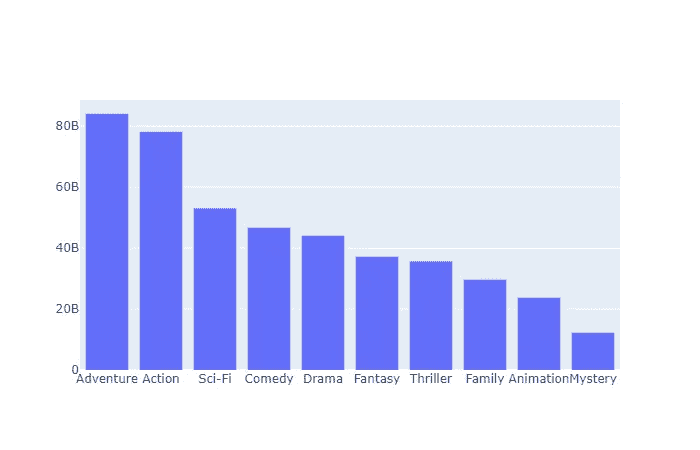 80B
60B
40B
20B
0
Adventure Action Sci-Fi Comedy Drama Fantasy Thriller Family Animation Mystery